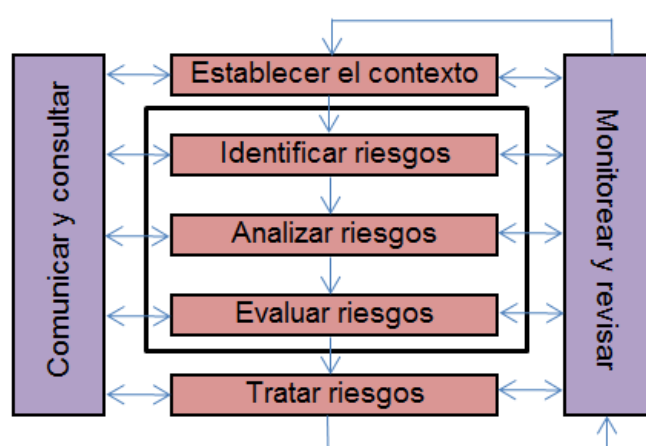 Comunicar y consultar
Establecer el contexto
Identificar riesgos
Analizar riesgos
Evaluar riesgos
Tratar riesgos
Monitorear y revisar